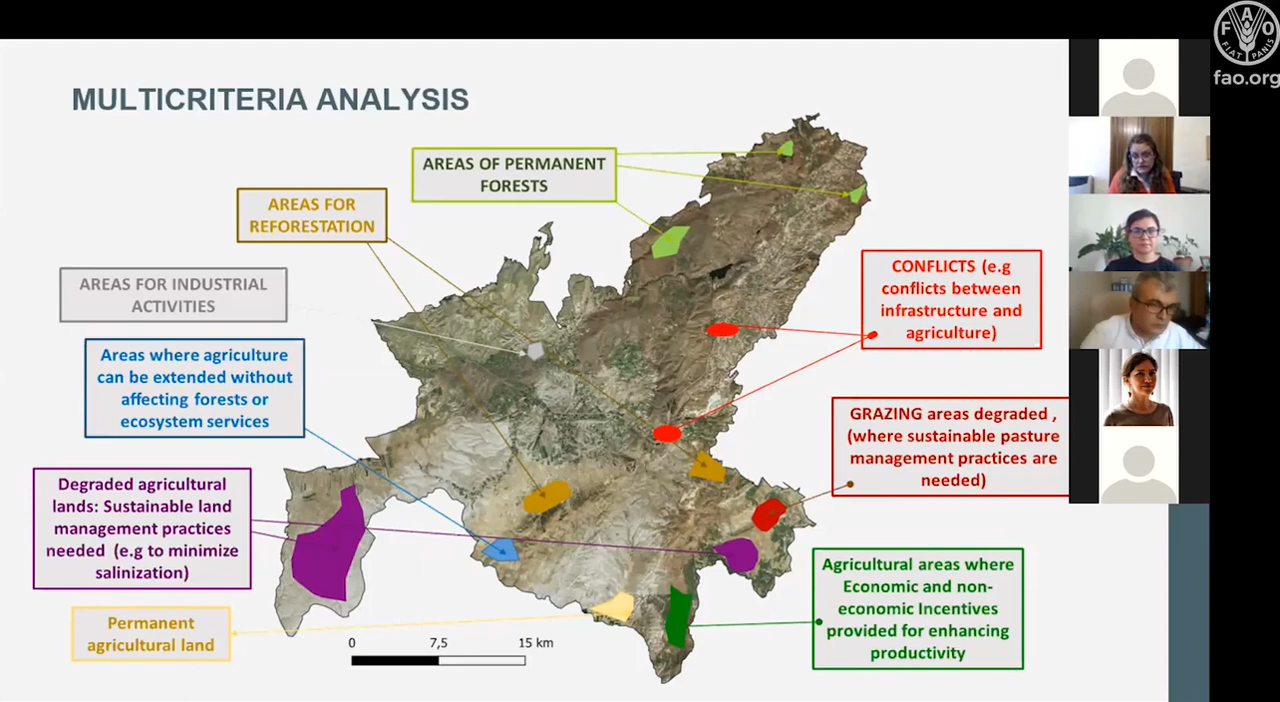 MULTICRITERIA ANALYSIS
AREAS OF PERMANENT
FORESTS
AREAS FOR
REFORESTATION
AREAS FOR INDUSTRIAL
ACTIVITIES
Areas where agriculture
can be extended without
affecting forests or
ecosystem services
Degraded agricultural
lands: Sustainable land
management practices
needed (e.g to minimize
salinization)
Permanent
agricultural land
0 7,5 15 km
CONFLICTS (e.g
conflicts between
infrastructure and
agriculture)
GRAZING areas degraded ,
(where sustainable pasture
management practices are
needed)
Agricultural areas where
Economic and non-
economic Incentives
provided for enhancing
productivity
F A O
FIAT PANIS
fao.org